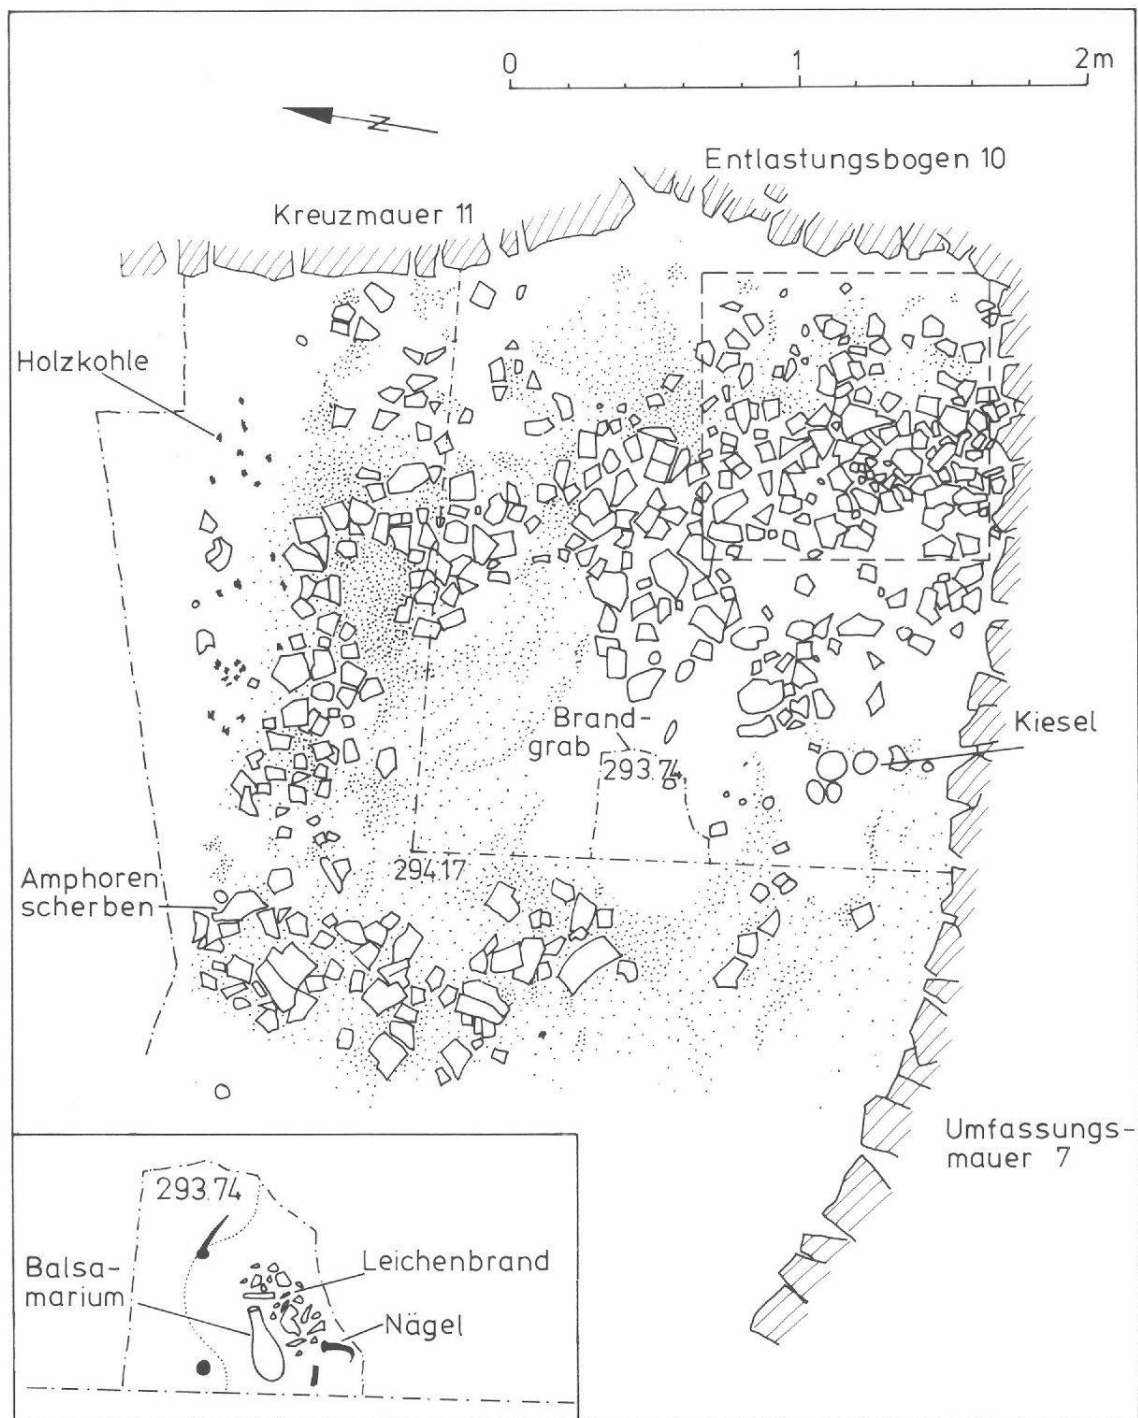 0 1 2m
N
Entlastungsbogen 10
Kreuzmauer 11
Holzkohle
Brand-
grab
293.74
Kiesel
Amphoren
scherben
294.17
Umfassungs-
mauer 7
293.74
Balsa-
marium
Leichenbrand
Nägel